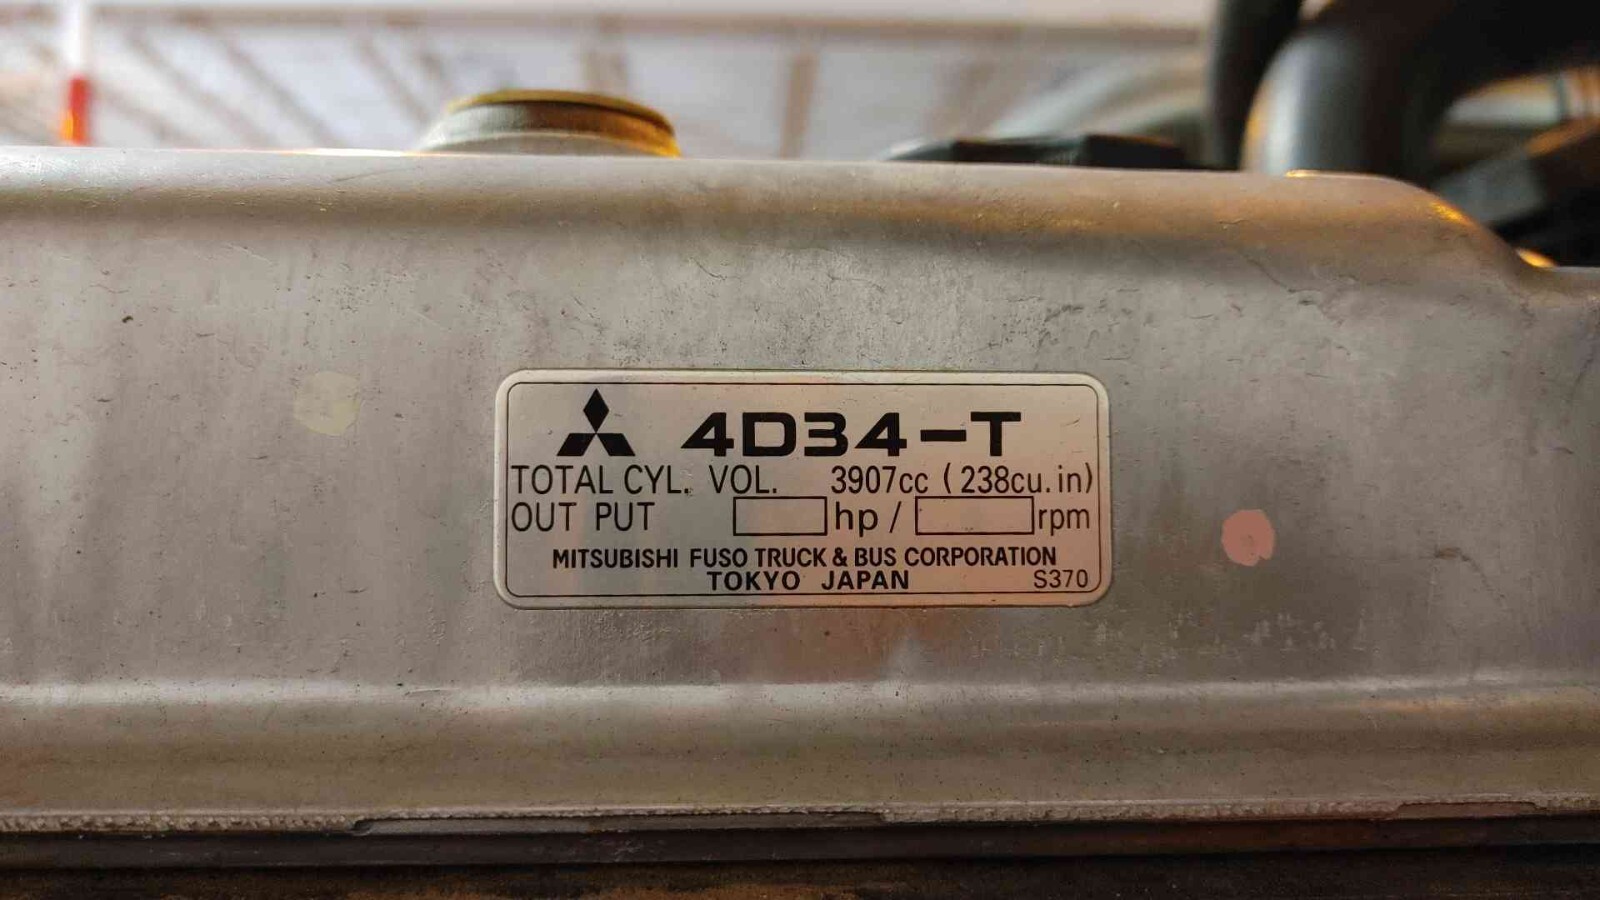 4D34-T
TOTAL CYL. VOL. 3907cc (238cu.in)
OUT PUT hp / rpm
MITSUBISHI FUSO TRUCK & BUS CORPORATION
TOKYO JAPAN S370